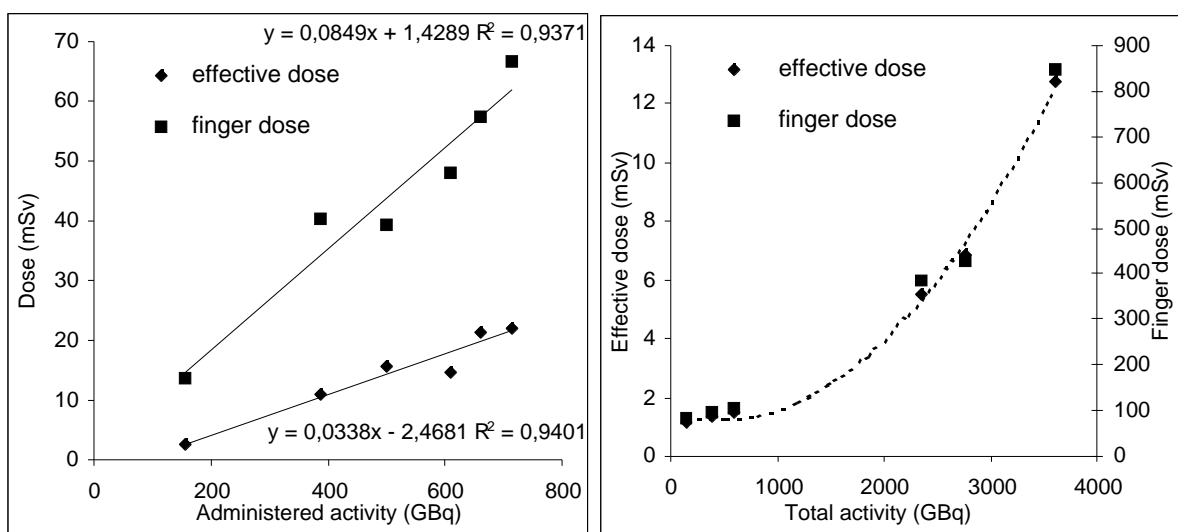 y = 0,0849x + 1,4289 R² = 0,9371
70
60
50
40
30
20
10
0
Dose (mSv)
effective dose
finger dose
y = 0,0338x - 2,4681 R² = 0,9401
0 200 400 600 800
Administered activity (GBq)
14
12
10
8
6
4
2
0
Effective dose (mSv)
effective dose
finger dose
900
800
700
600
500
400
300
200
100
0
Finger dose (mSv)
0 1000 2000 3000 4000
Total activity (GBq)